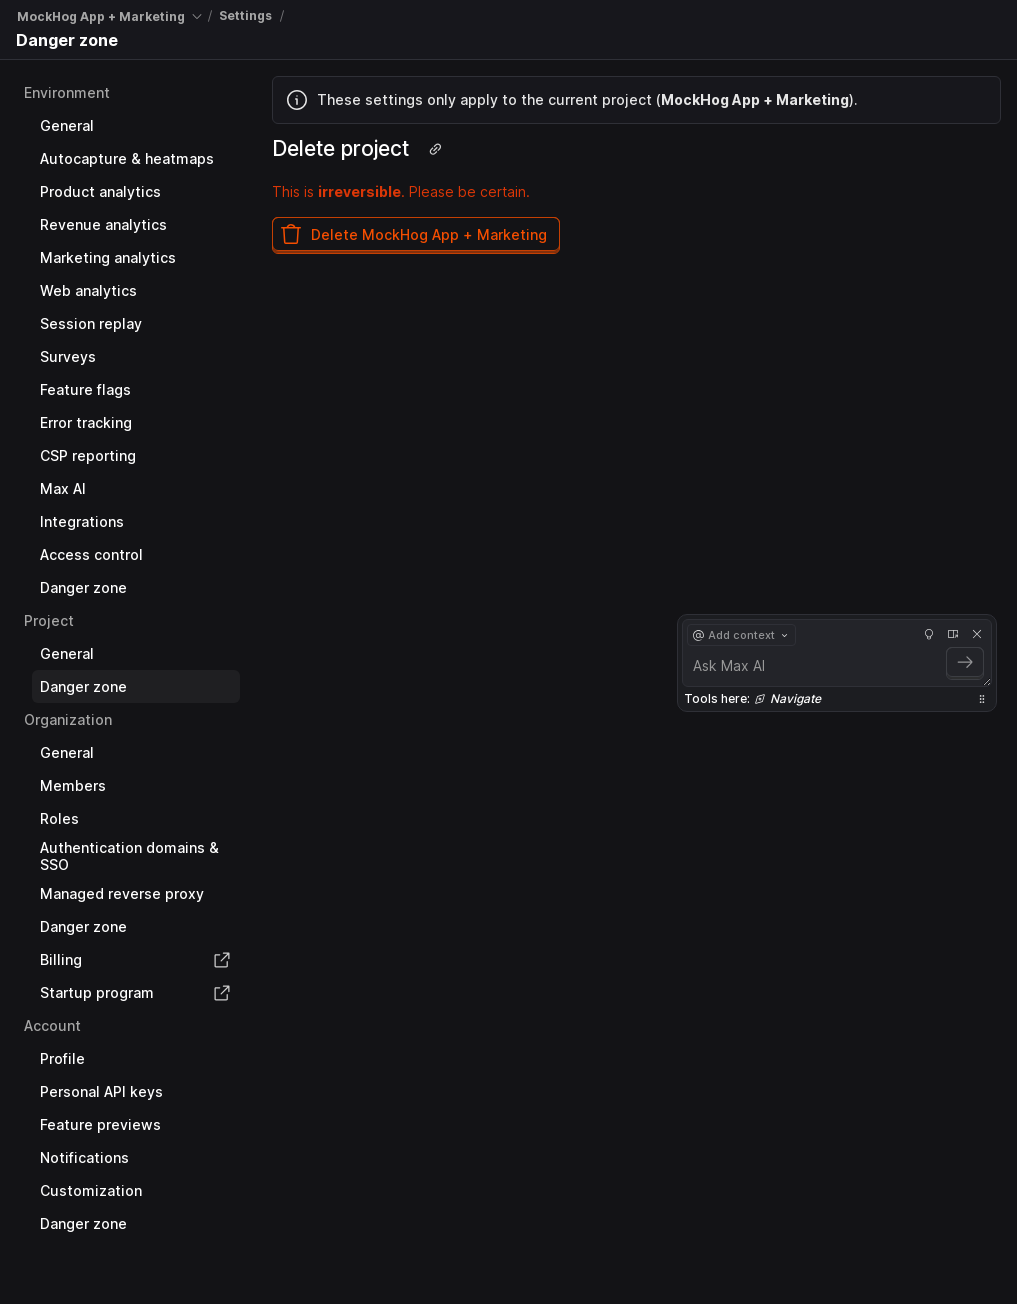 MockHog App + Marketing / Settings /
Danger zone
Environment
General
Autocapture & heatmaps
Product analytics
Revenue analytics
Marketing analytics
Web analytics
Session replay
Surveys
Feature flags
Error tracking
CSP reporting
Max AI
Integrations
Access control
Danger zone
Project
General
Danger zone
Organization
General
Members
Roles
Authentication domains &
SSO
Managed reverse proxy
Danger zone
Billing
Startup program
Account
Profile
Personal API keys
Feature previews
Notifications
Customization
Danger zone
These settings only apply to the current project (MockHog App + Marketing).
Delete project
This is irreversible. Please be certain.
Delete MockHog App + Marketing
@ Add context
Ask Max AI
Tools here: Navigate